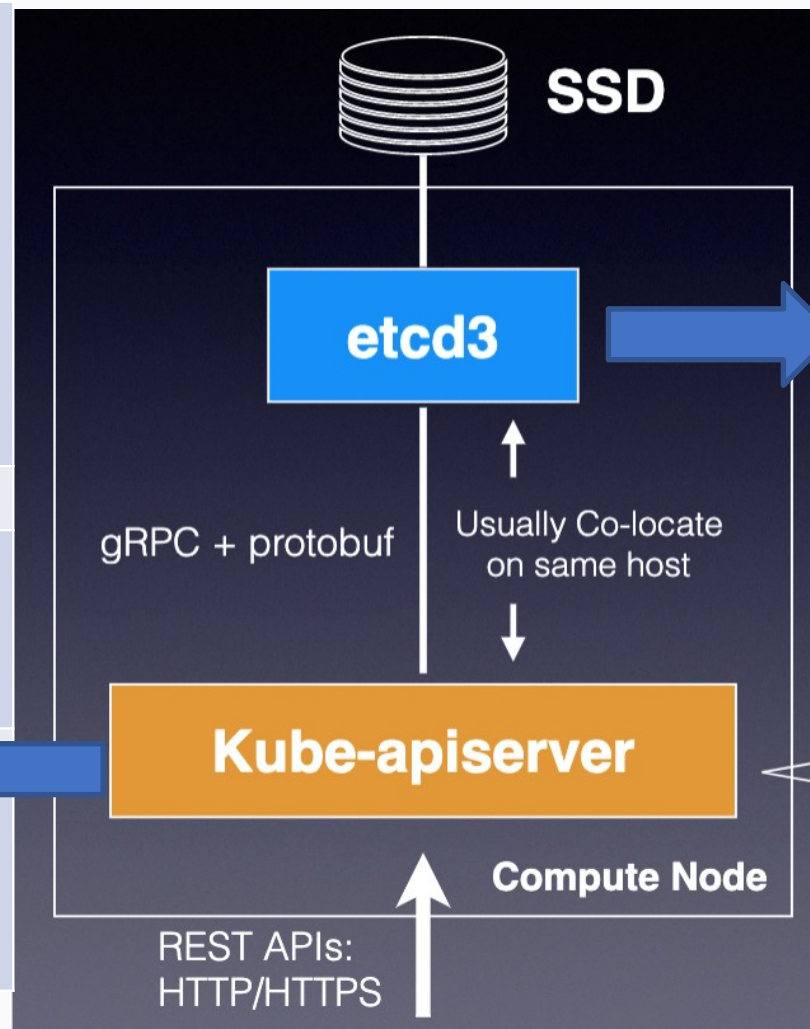 SSD
etcd3
gRPC + protobuf
Usually Co-locate
on same host
Kube-apiserver
Compute Node
REST APIs:
HTTP/HTTPS